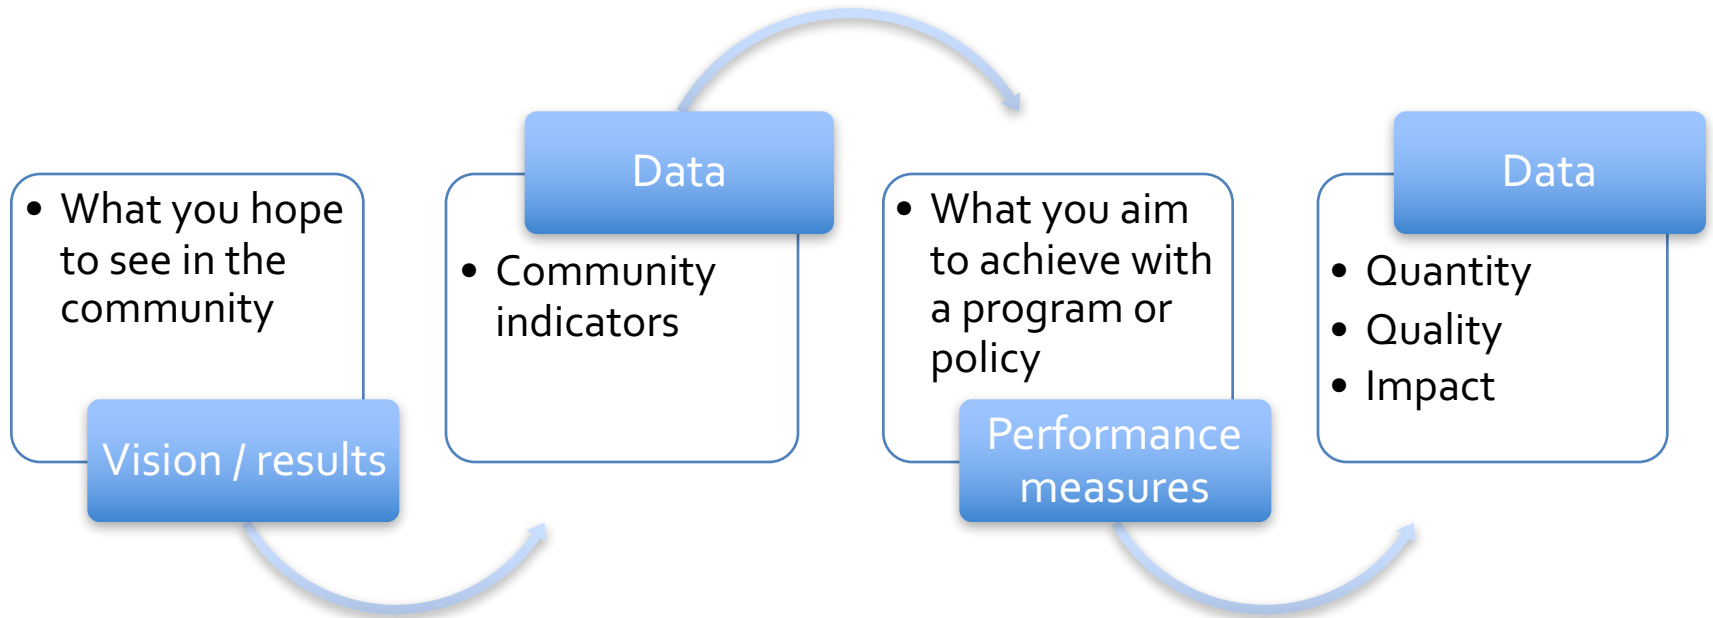 • What you hope
to see in the
community
Vision / results
Data
• Community
indicators
• What you aim
to achieve with
a program or
policy
Performance
measures
Data
• Quantity
• Quality
• Impact